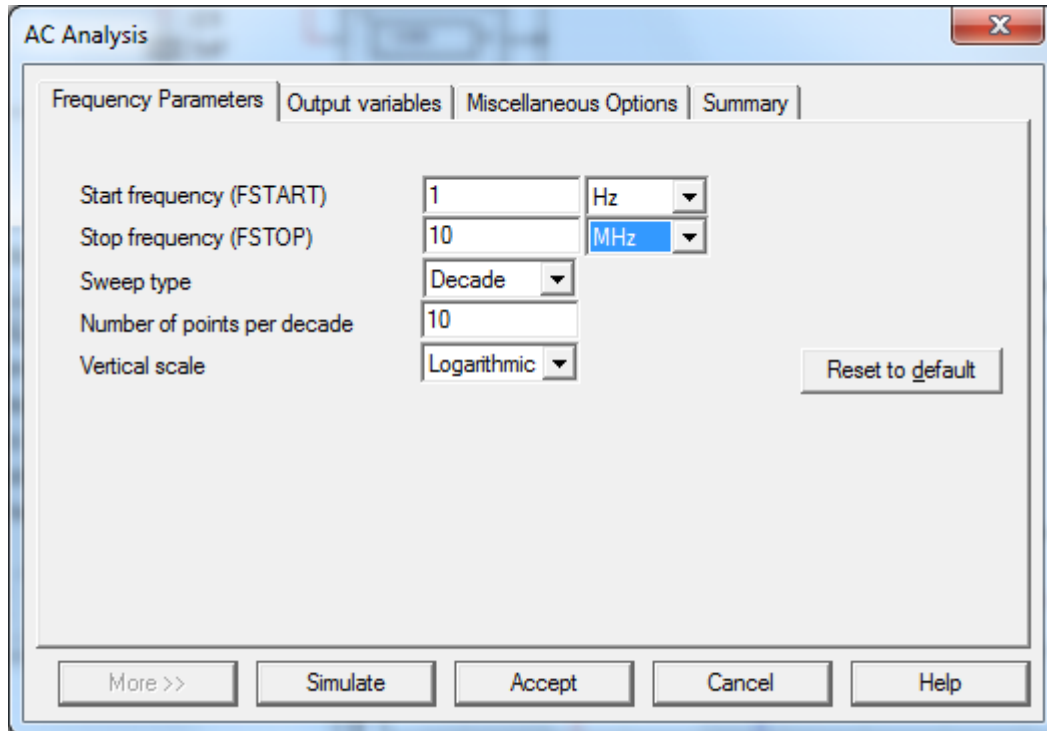 AC Analysis
Frequency Parameters Output variables Miscellaneous Options Summary
Start frequency (FSTART) 1 Hz
Stop frequency (FSTOP) 10 MHz
Sweep type Decade
Number of points per decade 10
Vertical scale Logarithmic
Reset to default
More >> Simulate Accept Cancel Help